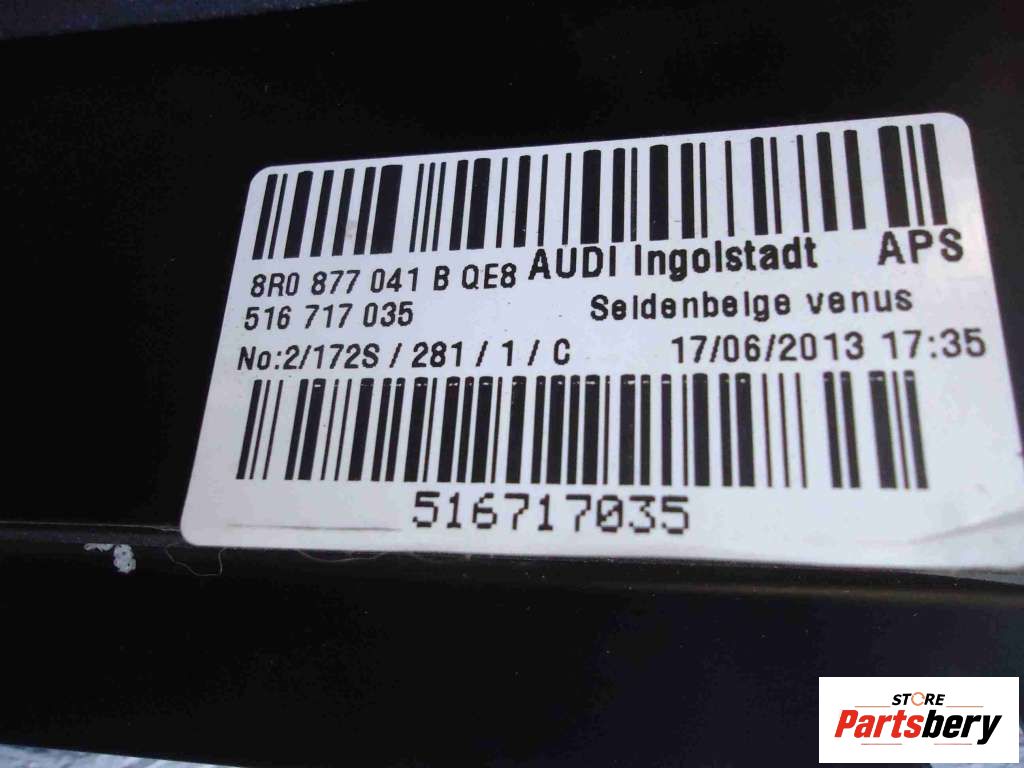 8R0 877 041 B QE8 AUDI Ingolstadt APS
516 717 035 Seidenbeige venus
No:2/172S / 281 / 1 / C 17/06/2013 17:35
516717035
STORE
Partsbery